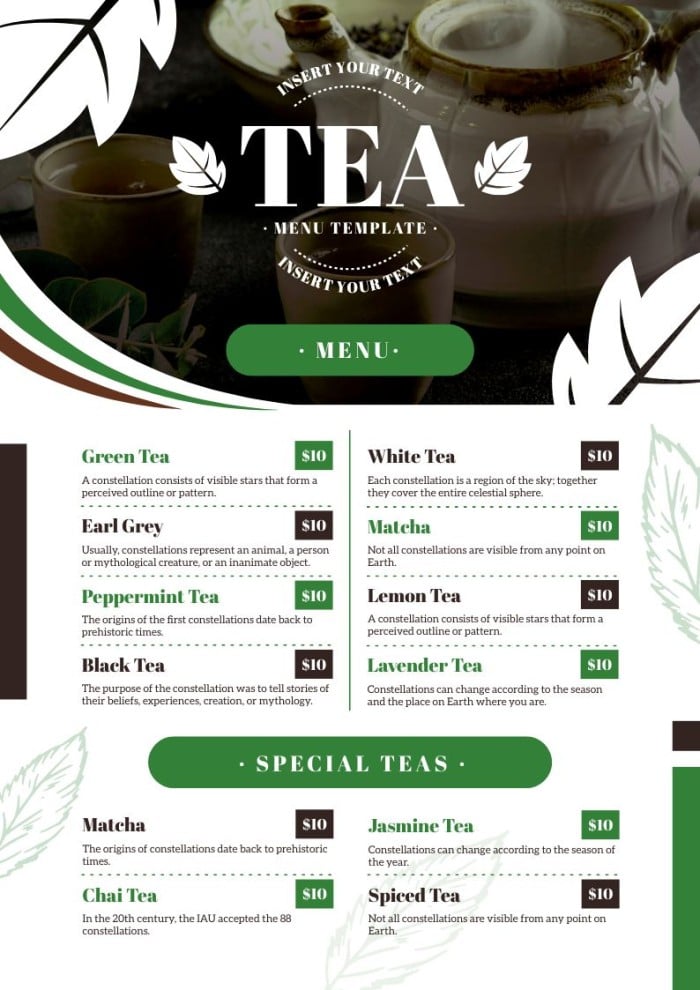 INSERT YOUR TEXT
TEA
· MENU TEMPLATE ·
INSERT YOUR TEXT
· MENU·
Green Tea $10
A constellation consists of visible stars that form a
perceived outline or pattern.
Earl Grey $10
Usually, constellations represent an animal, a person
or mythological creature, or an inanimate object.
Peppermint Tea $10
The origins of the first constellations date back to
prehistoric times.
Black Tea $10
The purpose of the constellation was to tell stories of
their beliefs, experiences, creation, or mythology.
White Tea $10
Each constellation is a region of the sky; together
they cover the entire celestial sphere.
Matcha $10
Not all constellations are visible from any point on
Earth.
Lemon Tea $10
A constellation consists of visible stars that form a
perceived outline or pattern.
Lavender Tea $10
Constellations can change according to the season
and the place on Earth where you are.
· SPECIAL TEAS ·
Matcha $10
The origins of constellations date back to prehistoric
times.
Chai Tea $10
In the 20th century, the IAU accepted the 88
constellations.
Jasmine Tea $10
Constellations can change according to the season of
the year.
Spiced Tea $10
Not all constellations are visible from any point on
Earth.